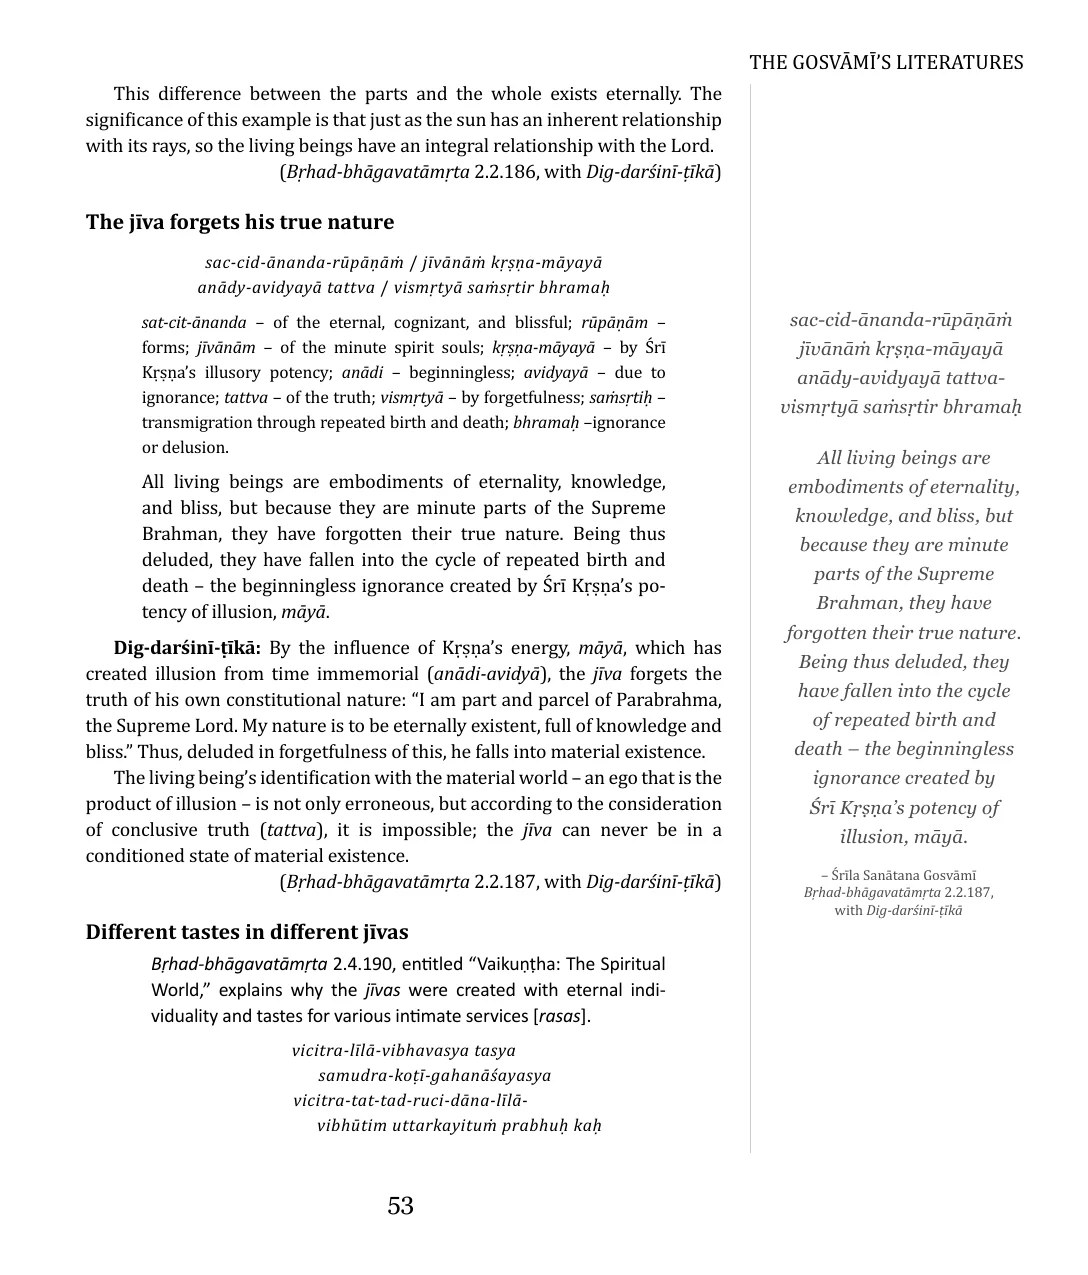 THE GOSVĀMĪ’S LITERATURES
This difference between the parts and the whole exists eternally. The
significance of this example is that just as the sun has an inherent relationship
with its rays, so the living beings have an integral relationship with the Lord.
(Bṛhad-bhāgavatāmṛta 2.2.186, with Dig-darśinī-ṭīkā)
The jīva forgets his true nature
sac-cid-ānanda-rūpāṇāṁ / jīvānāṁ kṛṣṇa-māyayā
anādy-avidyayā tattva / vismṛtyā saṁsṛtir bhramaḥ
sat-cit-ānanda – of the eternal, cognizant, and blissful; rūpāṇām –
forms; jīvānām – of the minute spirit souls; kṛṣṇa-māyayā – by Śrī
Kṛṣṇa’s illusory potency; anādi – beginningless; avidyayā – due to
ignorance; tattva – of the truth; vismṛtyā – by forgetfulness; saṁsṛtiḥ –
transmigration through repeated birth and death; bhramaḥ –ignorance
or delusion.
All living beings are embodiments of eternality, knowledge,
and bliss, but because they are minute parts of the Supreme
Brahman, they have forgotten their true nature. Being thus
deluded, they have fallen into the cycle of repeated birth and
death – the beginningless ignorance created by Śrī Kṛṣṇa’s po-
tency of illusion, māyā.
Dig-darśinī-ṭīkā: By the influence of Kṛṣṇa’s energy, māyā, which has
created illusion from time immemorial (anādi-avidyā), the jīva forgets the
truth of his own constitutional nature: “I am part and parcel of Parabrahma,
the Supreme Lord. My nature is to be eternally existent, full of knowledge and
bliss.” Thus, deluded in forgetfulness of this, he falls into material existence.
The living being’s identification with the material world – an ego that is the
product of illusion – is not only erroneous, but according to the consideration
of conclusive truth (tattva), it is impossible; the jīva can never be in a
conditioned state of material existence.
(Bṛhad-bhāgavatāmṛta 2.2.187, with Dig-darśinī-ṭīkā)
Different tastes in different jīvas
Bṛhad-bhāgavatāmṛta 2.4.190, entitled “Vaikuṇṭha: The Spiritual
World,” explains why the jīvas were created with eternal indi-
viduality and tastes for various intimate services [rasas].
vicitra-līlā-vibhavasya tasya
samudra-koṭī-gahanāśayasya
vicitra-tat-tad-ruci-dāna-līlā-
vibhūtim uttarkayituṁ prabhuḥ kaḥ
sac-cid-ānanda-rūpāṇāṁ
jīvānāṁ kṛṣṇa-māyayā
anādy-avidyayā tattva-
vismṛtyā saṁsṛtir bhramaḥ
All living beings are
embodiments of eternality,
knowledge, and bliss, but
because they are minute
parts of the Supreme
Brahman, they have
forgotten their true nature.
Being thus deluded, they
have fallen into the cycle
of repeated birth and
death – the beginningless
ignorance created by
Śrī Kṛṣṇa’s potency of
illusion, māyā.
– Śrīla Sanātana Gosvāmī
Bṛhad-bhāgavatāmṛta 2.2.187,
with Dig-darśinī-ṭīkā
53